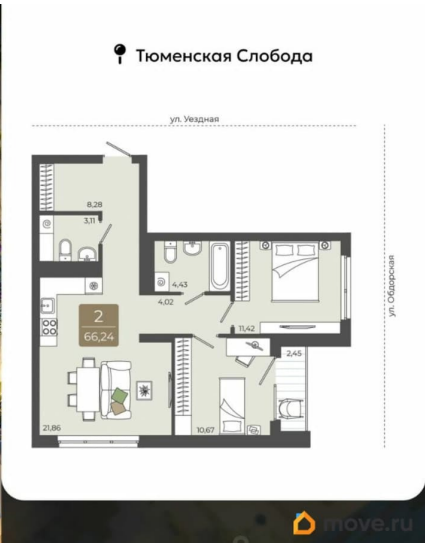 Тюменская Слобода
ул. Уездная
ул. Обдорская
8,28
3,11
4,43
4,02
2
66,24
11,42
2,45
21,86
10,67
move.ru